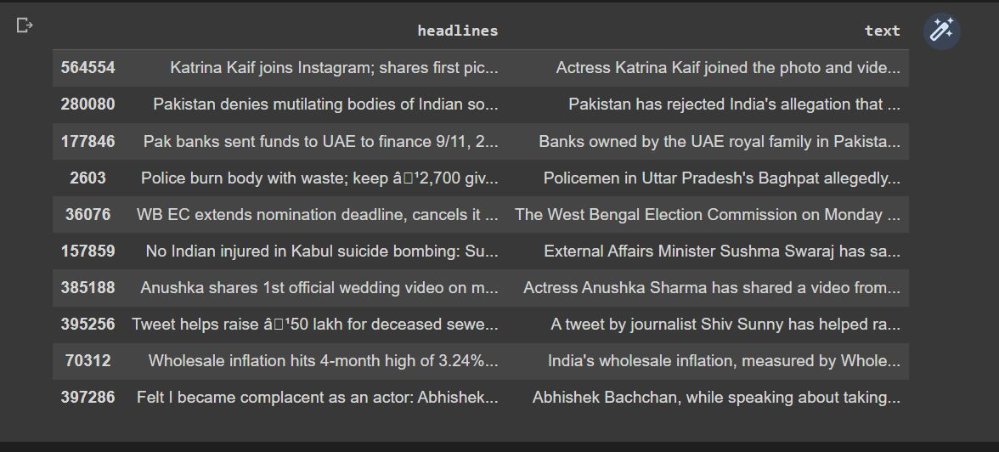 headlines text
564554 Katrina Kaif joins Instagram; shares first pic... Actress Katrina Kaif joined the photo and vide...
280080 Pakistan denies mutilating bodies of Indian so... Pakistan has rejected India's allegation that ...
177846 Pak banks sent funds to UAE to finance 9/11, 2... Banks owned by the UAE royal family in Pakista...
2603 Police burn body with waste; keep â□¹2,700 giv... Policemen in Uttar Pradesh's Baghpat allegedly...
36076 WB EC extends nomination deadline, cancels it ... The West Bengal Election Commission on Monday ...
157859 No Indian injured in Kabul suicide bombing: Su... External Affairs Minister Sushma Swaraj has sa...
385188 Anushka shares 1st official wedding video on m... Actress Anushka Sharma has shared a video from...
395256 Tweet helps raise â□¹50 lakh for deceased sewe... A tweet by journalist Shiv Sunny has helped ra...
70312 Wholesale inflation hits 4-month high of 3.24%... India's wholesale inflation, measured by Whole...
397286 Felt I became complacent as an actor: Abhishek... Abhishek Bachchan, while speaking about taking...